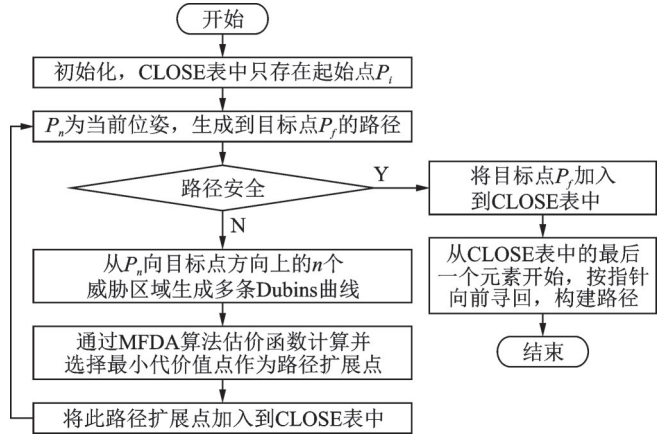 开始
初始化，CLOSE表中只存在起始点Pi
Pn为当前位姿，生成到目标点Pf的路径
路径安全
Y
N
从Pn向目标点方向上的n个
威胁区域生成多条Dubins曲线
通过MFDA算法估价函数计算并
选择最小代价值点作为路径扩展点
将此路径扩展点加入到CLOSE表中
将目标点Pf加入
到CLOSE表中
从CLOSE表中的最后
一个元素开始，按指针
向前寻回，构建路径
结束